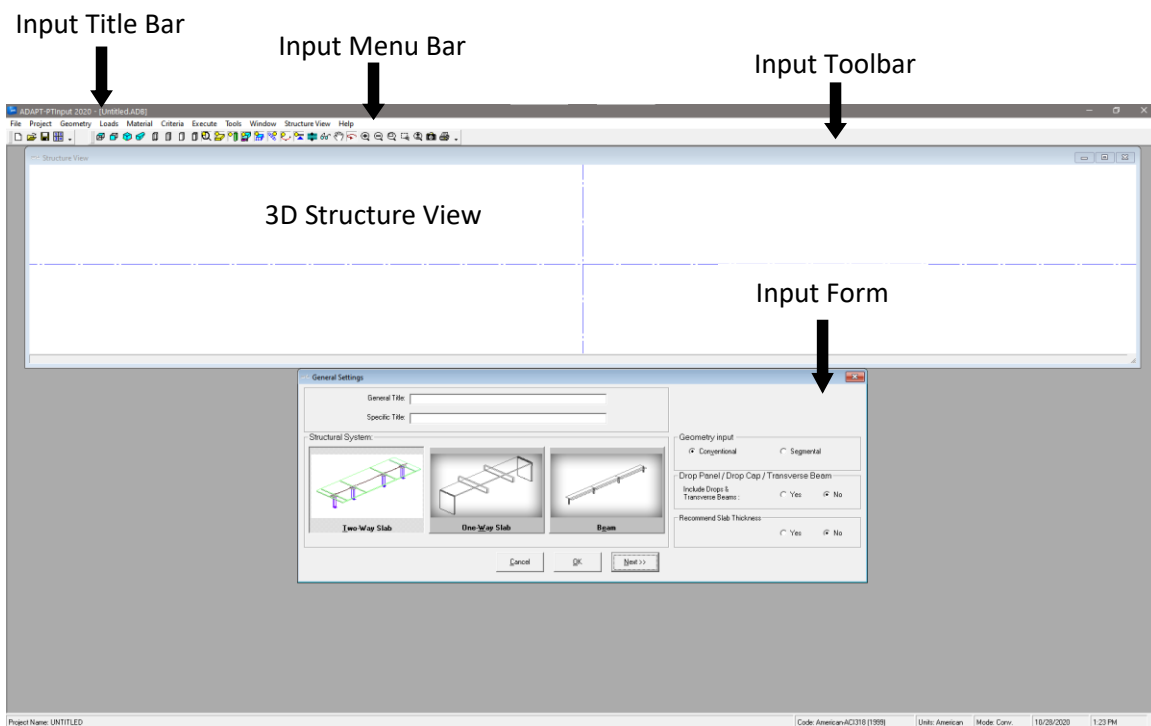 Input Title Bar
Input Menu Bar
Input Toolbar
ADAPT-PTInput 2020 - [Untitled.ADB]
File Project Geometry Loads Material Criteria Execute Tools Window Structure View Help
Structure View
3D Structure View
Input Form
General Settings
General Title:
Specific Title:
Structural System:
Two-Way Slab
One-Way Slab
Beam
Geometry input
Conventional
Segmental
Drop Panel / Drop Cap / Transverse Beam
Include Drops &
Transverse Beams :
Yes
No
Recommend Slab Thickness
Yes
No
Cancel
OK
Next >>
Project Name: UNTITLED
Code: American-ACI318 (1999)
Units: American
Mode: Conv.
10/28/2020
1:23 PM